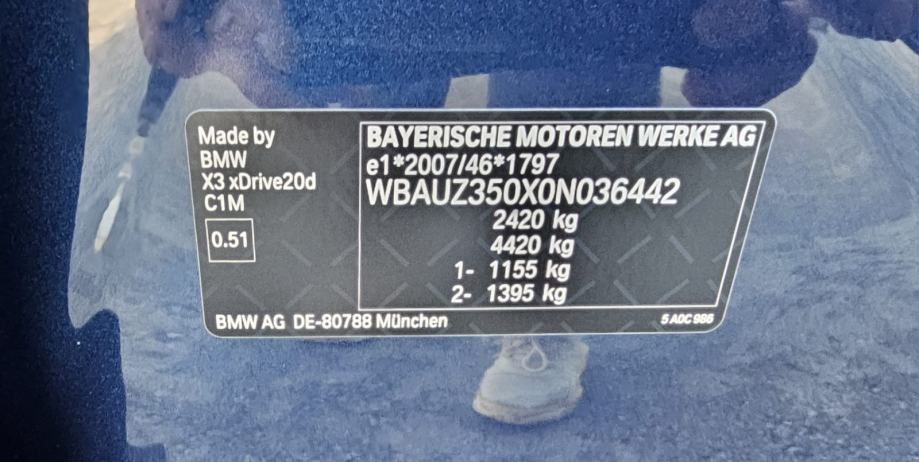 Made by
BMW
X3 xDrive20d
C1M
0.51
BAYERISCHE MOTOREN WERKE AG
e1*2007/46*1797
WBAUZ350X0N036442
2420 kg
4420 kg
1- 1155 kg
2- 1395 kg
BMW AG DE-80788 München
5 A0C 986